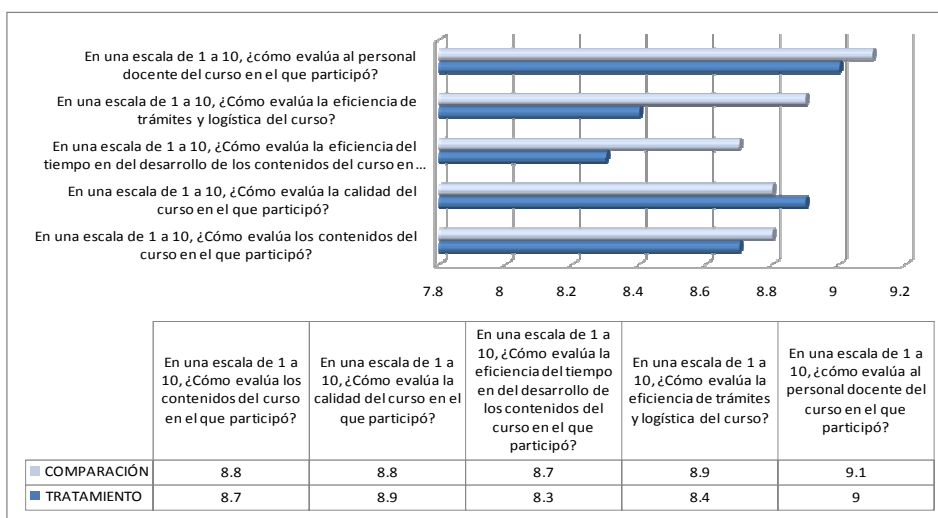 En una escala de 1 a 10, ¿cómo evalúa al personal
docente del curso en el que participó?
En una escala de 1 a 10, ¿Cómo evalúa la eficiencia de
trámites y logística del curso?
En una escala de 1 a 10, ¿Cómo evalúa la eficiencia del
tiempo en del desarrollo de los contenidos del curso en…
En una escala de 1 a 10, ¿Cómo evalúa la calidad del
curso en el que participó?
En una escala de 1 a 10, ¿Cómo evalúa los contenidos del
curso en el que participó?
7.8 8 8.2 8.4 8.6 8.8 9 9.2
En una escala de 1 a
10, ¿Cómo evalúa los
contenidos del curso
en el que participó?
En una escala de 1 a
10, ¿Cómo evalúa la
calidad del curso en el
que participó?
En una escala de 1 a
10, ¿Cómo evalúa la
eficiencia del tiempo
en del desarrollo de
los contenidos del
curso en el que
participó?
En una escala de 1 a
10, ¿Cómo evalúa la
eficiencia de trámites
y logística del curso?
En una escala de 1 a
10, ¿cómo evalúa al
personal docente del
curso en el que
participó?
COMPARACIÓN 8.8 8.8 8.7 8.9 9.1
TRATAMIENTO 8.7 8.9 8.3 8.4 9